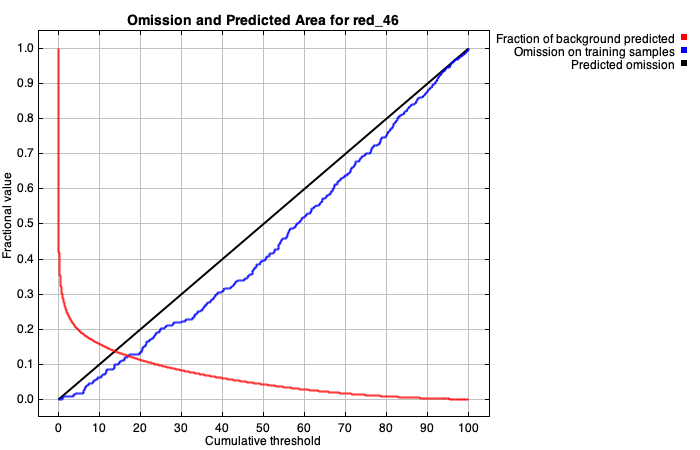 Omission and Predicted Area for red_46
Fraction of background predicted
Omission on training samples
Predicted omission
Fractional value
1.0
0.9
0.8
0.7
0.6
0.5
0.4
0.3
0.2
0.1
0.0
0 10 20 30 40 50 60 70 80 90 100
Cumulative threshold